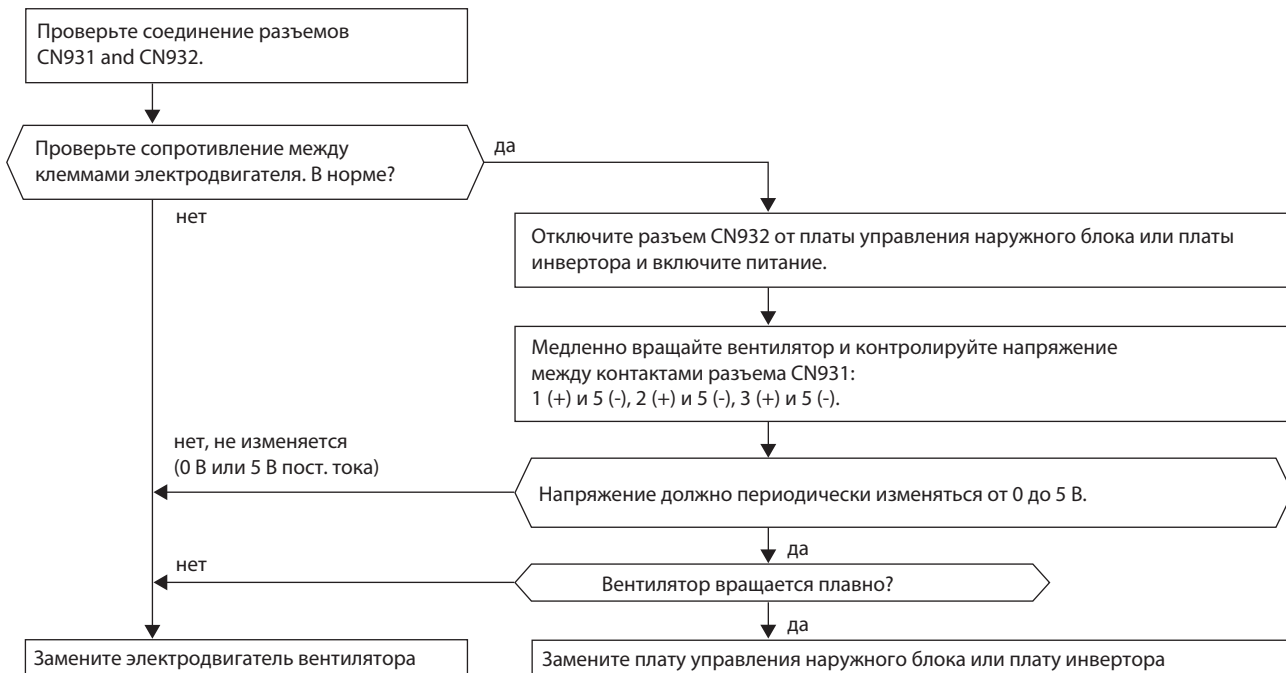 Проверьте соединение разъемов
CN931 and CN932.
Проверьте сопротивление между
клеммами электродвигателя. В норме?
да
нет
Отключите разъем CN932 от платы управления наружного блока или платы
инвертора и включите питание.
Медленно вращайте вентилятор и контролируйте напряжение
между контактами разъема CN931:
1 (+) и 5 (-), 2 (+) и 5 (-), 3 (+) и 5 (-).
нет, не изменяется
(0 В или 5 В пост. тока)
Напряжение должно периодически изменяться от 0 до 5 В.
да
нет
Вентилятор вращается плавно?
да
Замените электродвигатель вентилятора
Замените плату управления наружного блока или плату инвертора